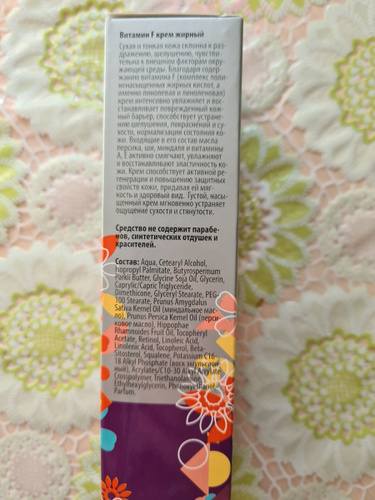 Витамин F крем жирный
Сухая и тонкая кожа склонна к раз-
дражению, шелушению, чувстви-
тельна к внешним факторам окру-
жающей среды. Благодаря содер-
жанию витамина F (комплекс поли-
ненасыщенных жирных кислот, а
именно линолевая и линоленовая)
крем интенсивно увлажняет и вос-
станавливает поврежденный кож-
ный барьер, способствует устране-
нию шелушения, покраснений и су-
хости, нормализации состояния ко-
жи. Входящие в его состав масла
персика, ши, миндаля и витамины
А, Е активно смягчают, увлажняют
и восстанавливают эластичность ко-
жи. Крем способствует активной ре-
генерации и повышению защитных
свойств кожи, придавая ей мяг-
кость и здоровый вид. Густой, насы-
щенный крем мгновенно устраняет
ощущение сухости и стянутости.
Средство не содержит парабе-
нов, синтетических отдушек и
красителей.
Состав: Aqua, Cetearyl Alcohol,
Isopropyl Palmitate, Butyrospermum
Parkii Butter, Glycine Soja Oil, Glycerin,
Caprylic/Capric Triglyceride,
Dimethicone, Glyceryl Stearate, PEG-
100 Stearate, Prunus Amygdalus
Sativa Kernel Oil (миндальное мас-
ло), Prunus Persica Kernel Oil (перси-
ковое масло), Hippophae
Rhamnoides Fruit Oil, Tocopheryl
Acetate, Retinol, Linoleic Acid,
Linolenic Acid, Tocopherol, Beta-
Sitosterol, Squalene, Potassium C16-
18 Alkyl Phosphate (воск эмульсион-
ный), Acrylates/C10-30 Alkyl Acrylate
Crosspolymer, Triethanolamine,
Ethylhexylglycerin, Phenoxyethanol,
Parfum.